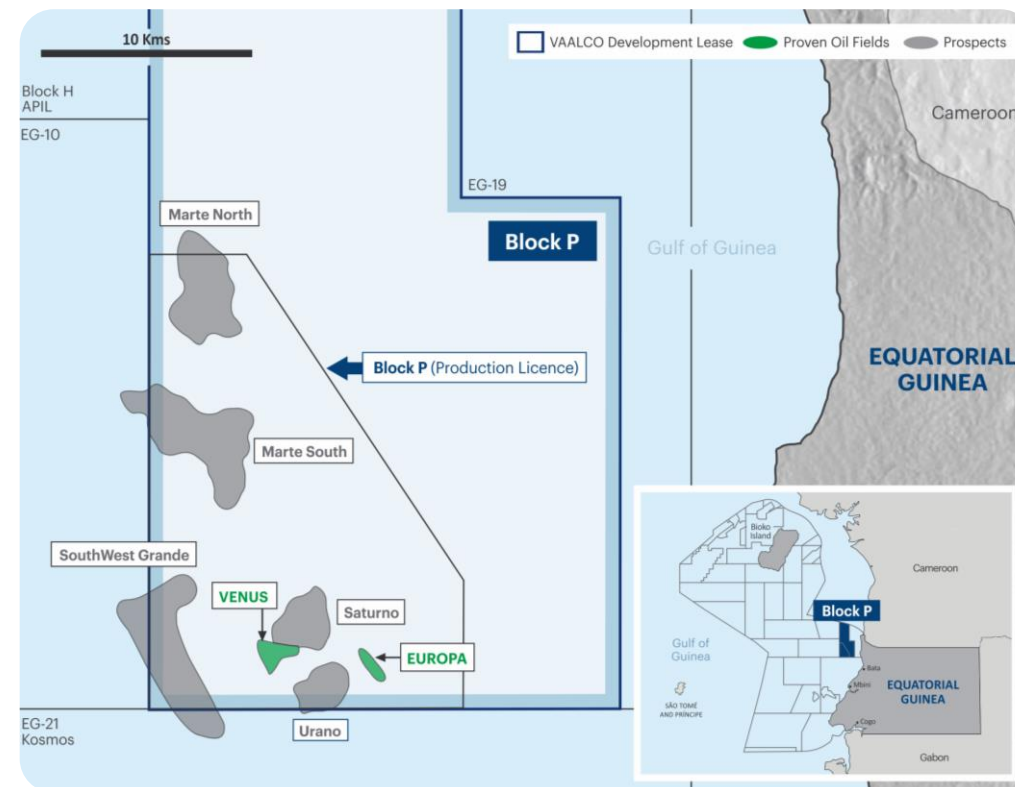 10 Kms
VAALCO Development Lease
Proven Oil Fields
Prospects
Block H
APIL
EG-10
Cameroon
EG-19
Marte North
Block P
Gulf of Guinea
Block P (Production Licence)
EQUATORIAL
GUINEA
Marte South
SouthWest Grande
VENUS
Saturno
EUROPA
EG-21
Kosmos
Urano
Bioko
Island
Cameroon
Block P
Gulf of
Guinea
Bata
Mbini
EQUATORIAL
GUINEA
SÃO TOMÉ
AND PRÍNCIPE
Cogo
Gabon